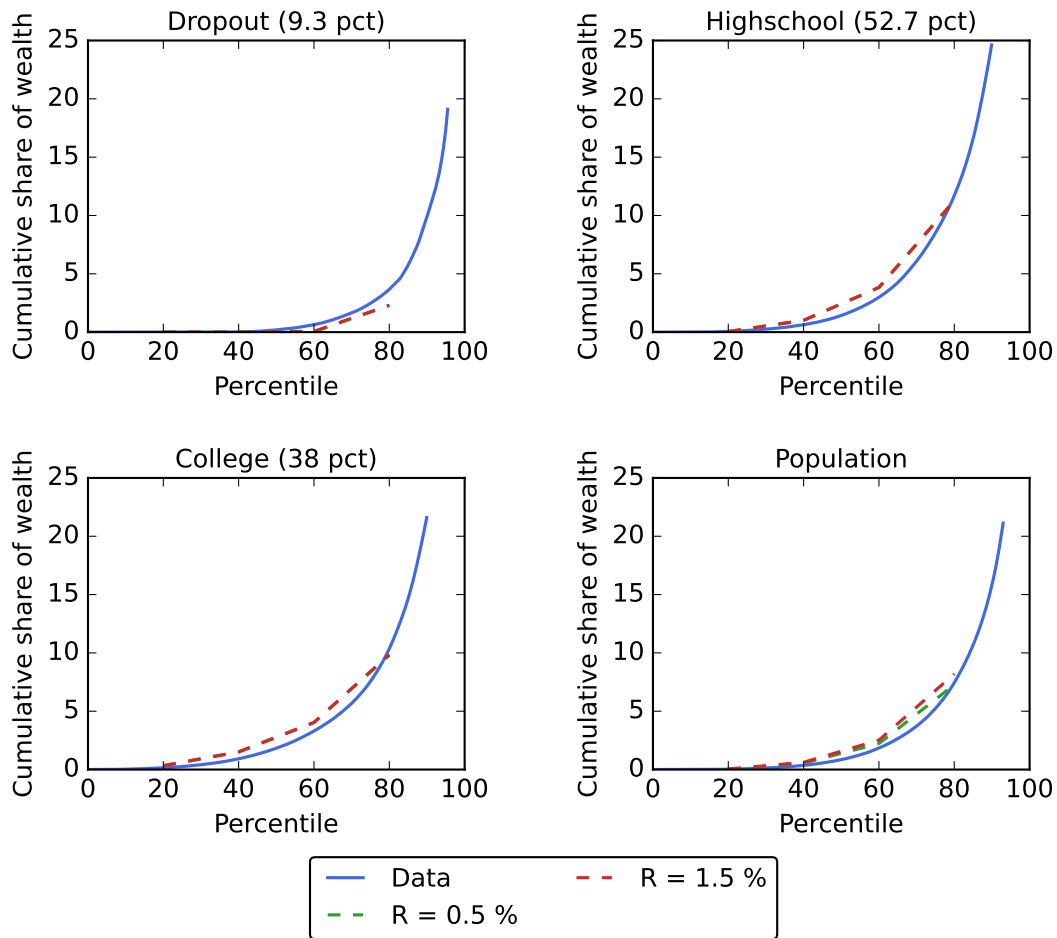 Dropout (9.3 pct)
Cumulative share of wealth
25
20
15
10
5
0
0 20 40 60 80 100
Percentile
Highschool (52.7 pct)
Cumulative share of wealth
25
20
15
10
5
0
0 20 40 60 80 100
Percentile
College (38 pct)
Cumulative share of wealth
25
20
15
10
5
0
0 20 40 60 80 100
Percentile
Population
Cumulative share of wealth
25
20
15
10
5
0
0 20 40 60 80 100
Percentile
Data
R = 0.5 %
R = 1.5 %